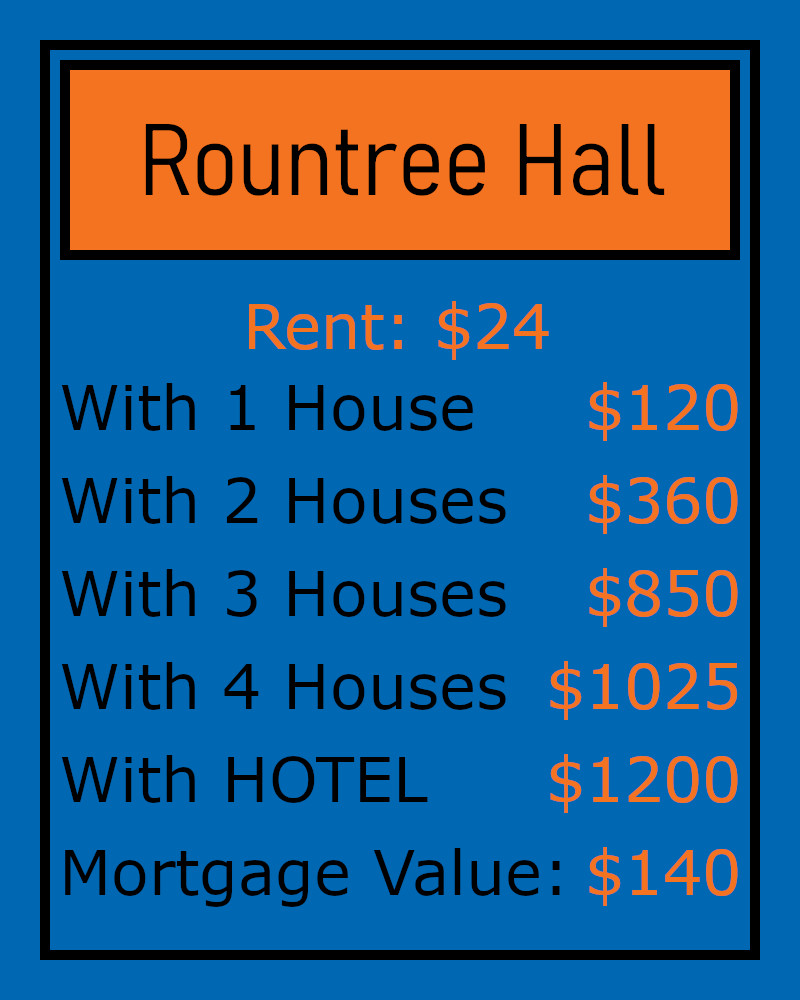 Rountree Hall
Rent: $24
With 1 House $120
With 2 Houses $360
With 3 Houses $850
With 4 Houses $1025
With HOTEL $1200
Mortgage Value: $140